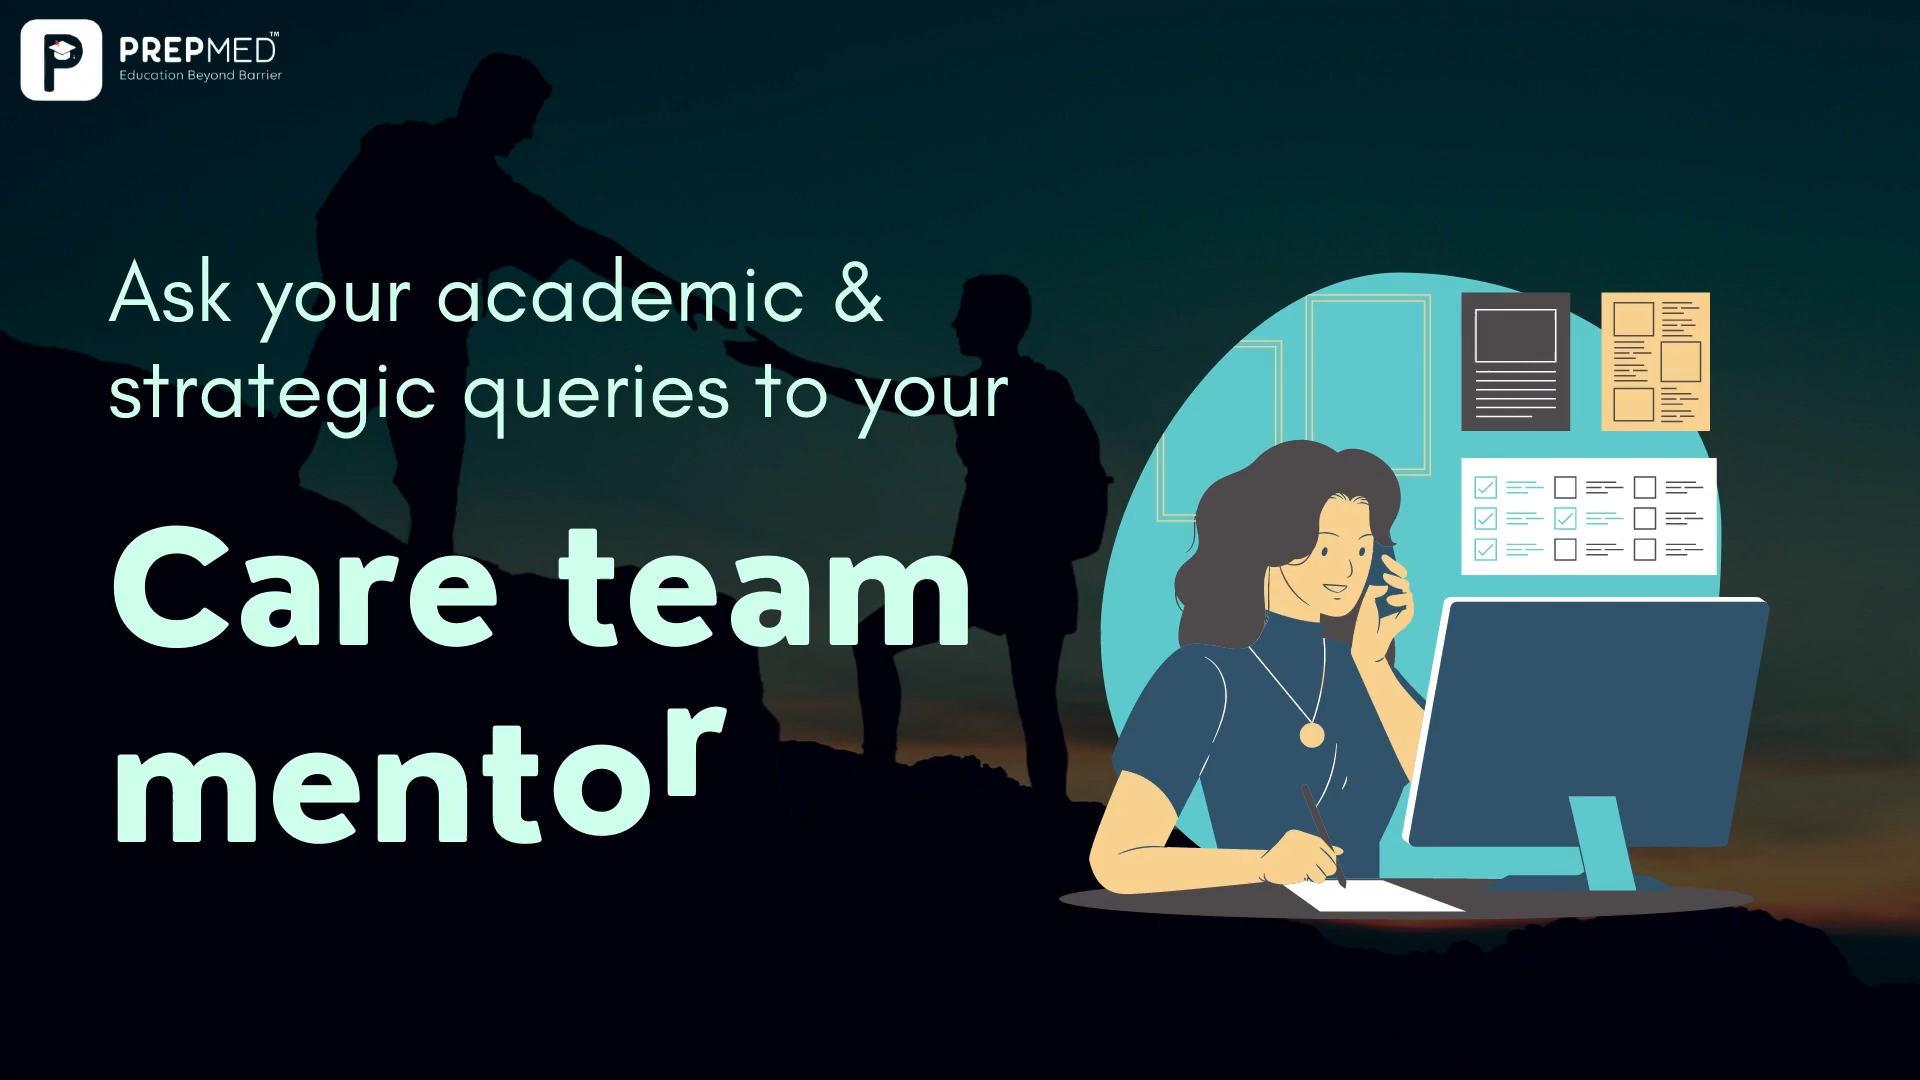 PREPMED™
Education Beyond Barrier
Ask your academic &
strategic queries to your
Care team
mentor